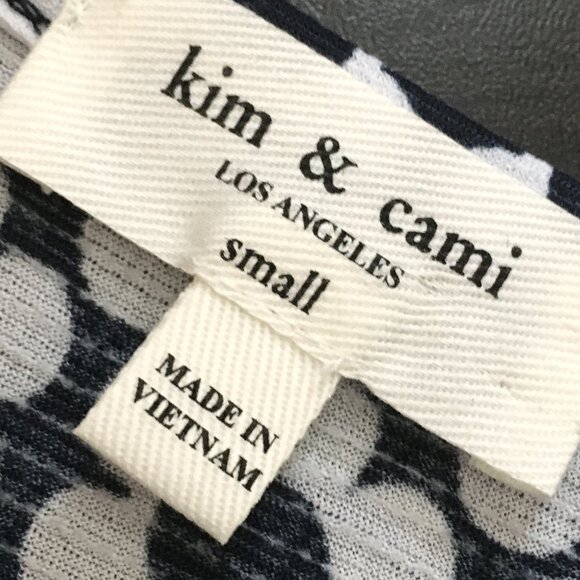 kim & cami
LOS ANGELES
small
MADE IN
VIETNAM